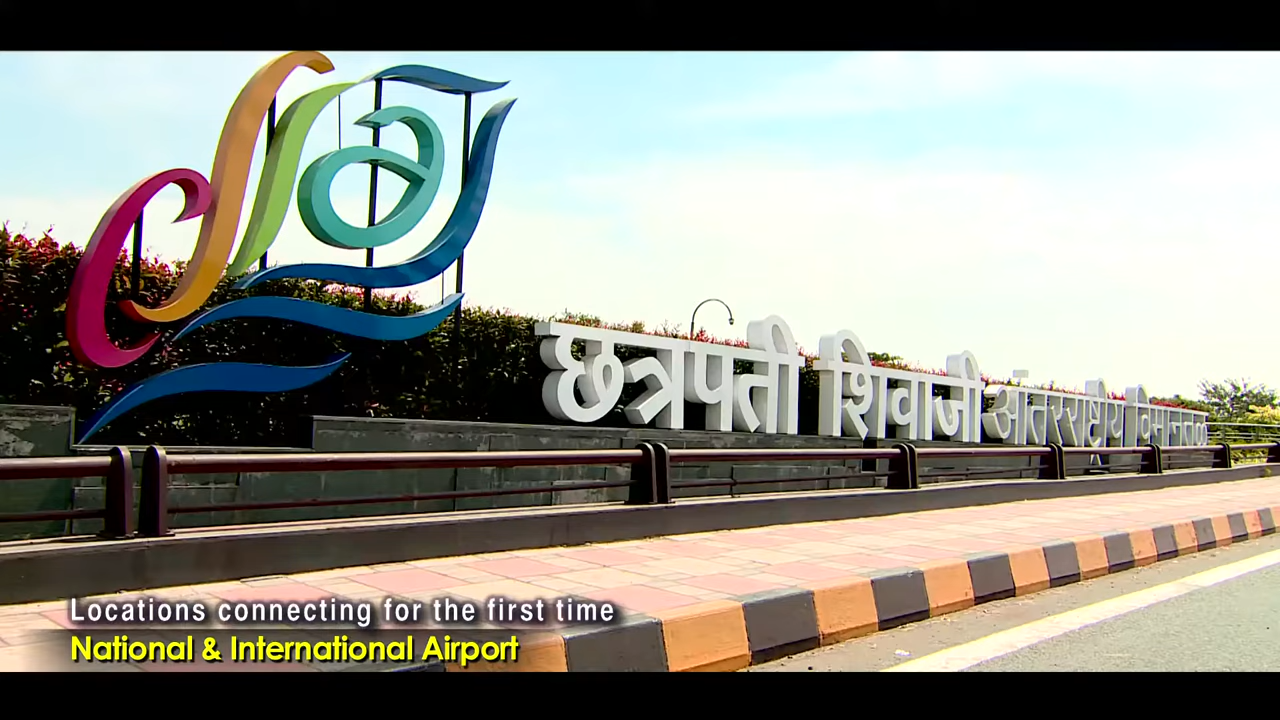 छत्रपती शिवाजी आंतरराष्ट्रीय विमानतळ
Locations connecting for the first time
National & International Airport